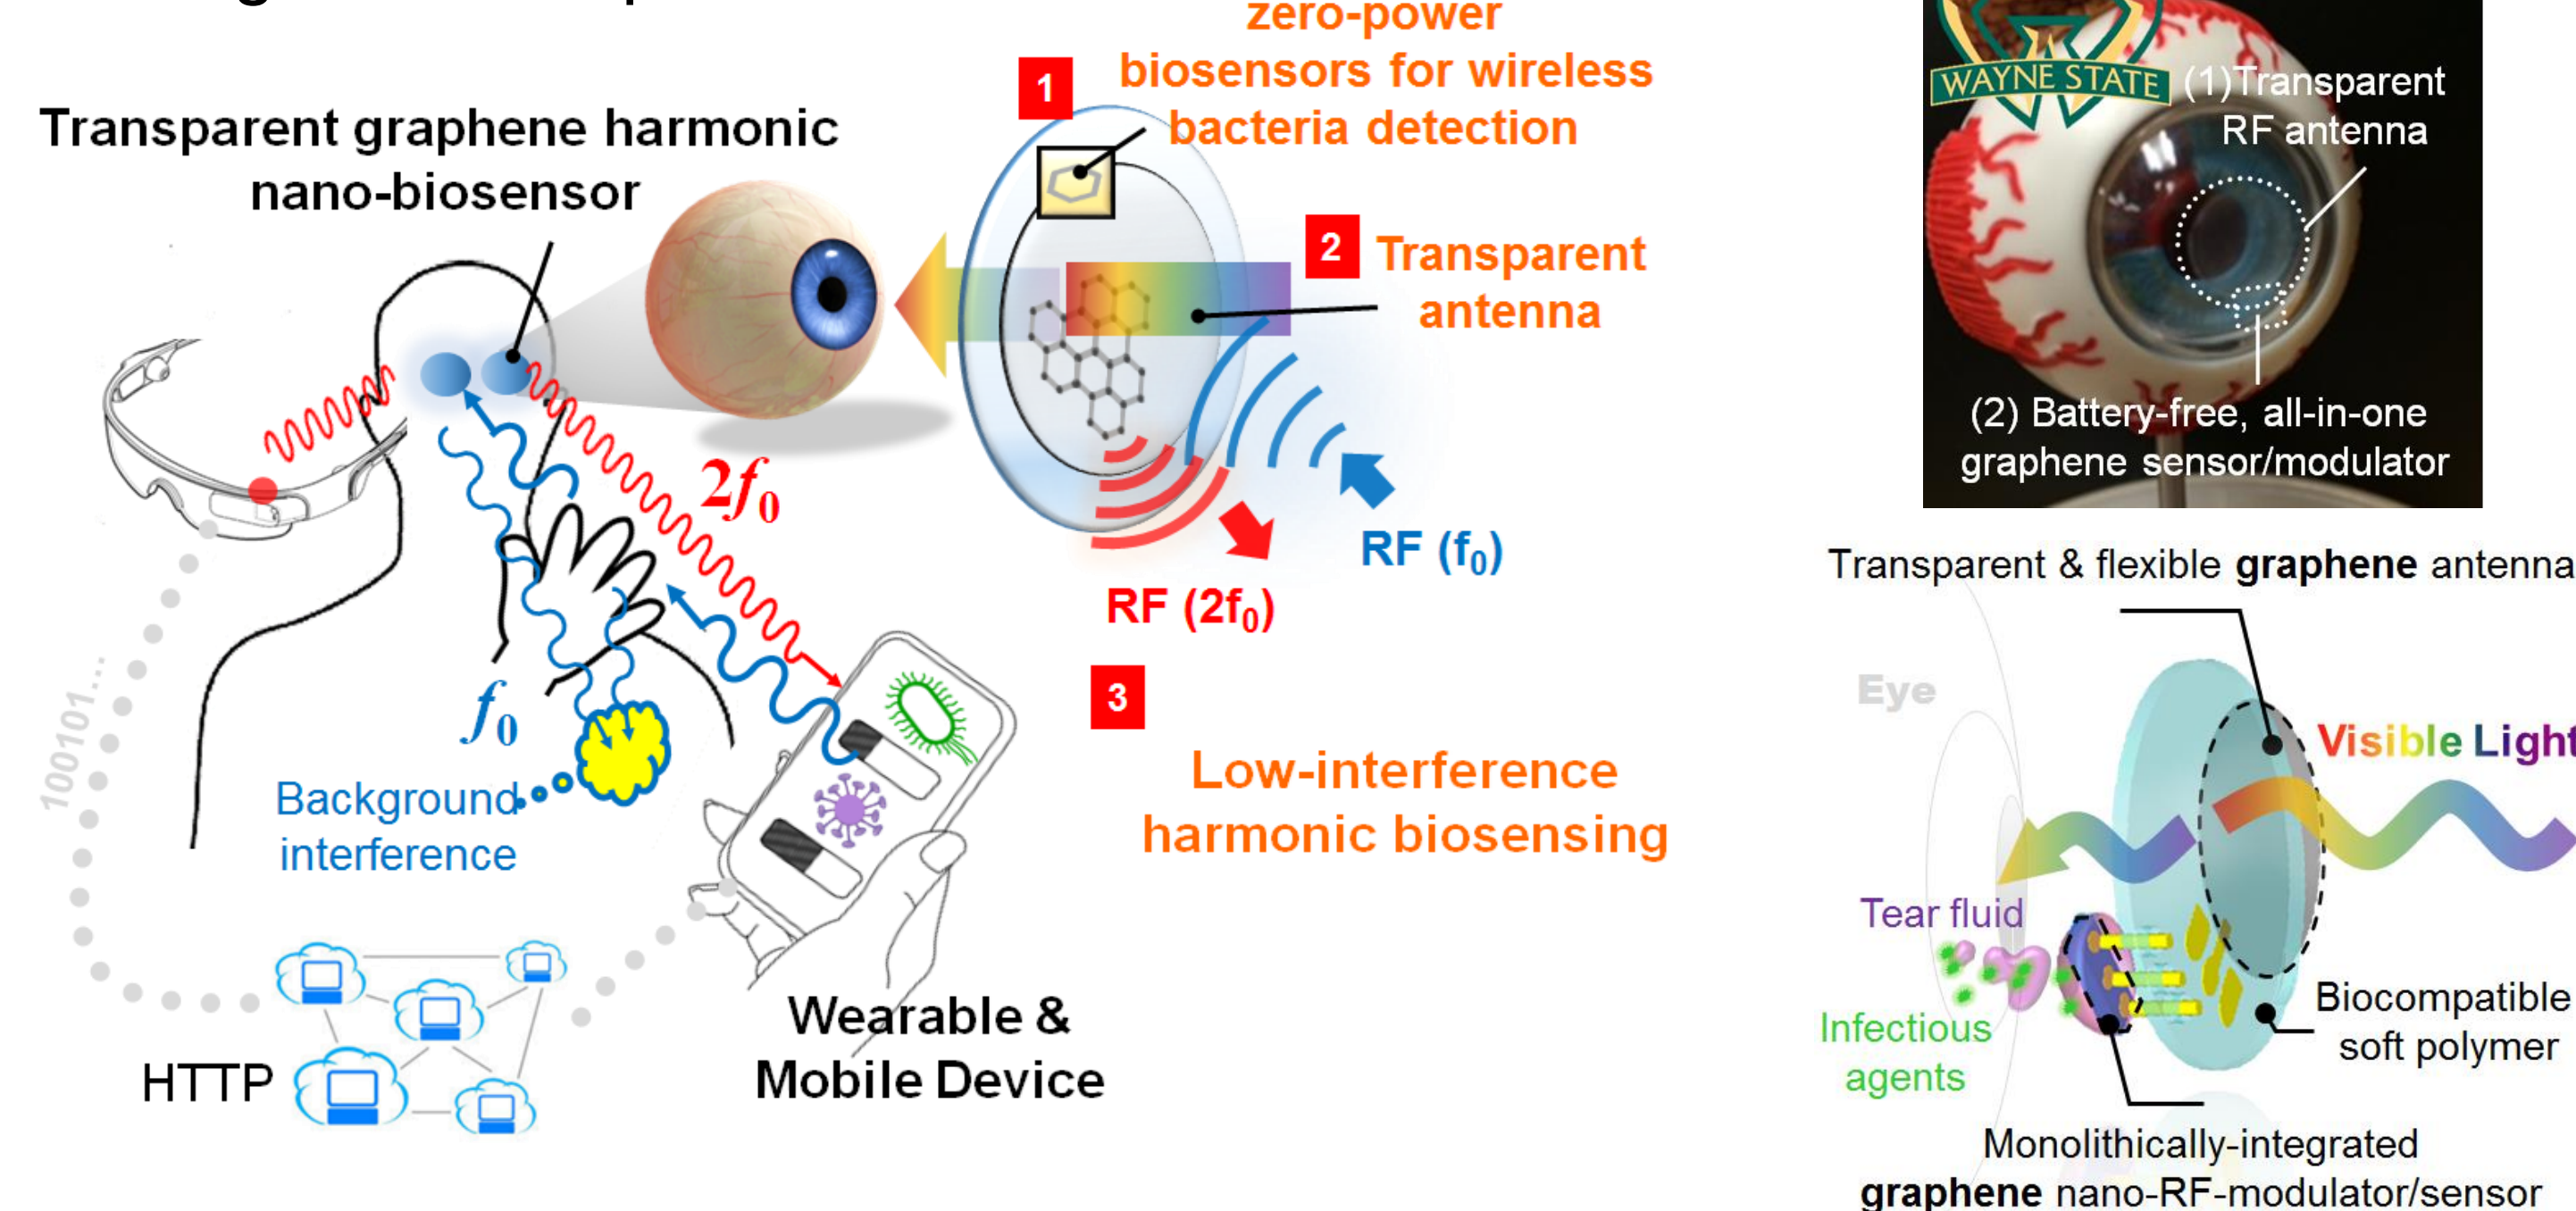 zero-power
biosensors for wireless
bacteria detection
1
Transparent graphene harmonic
nano-biosensor
2
Transparent
antenna
2f0
RF (f0)
RF (2f0)
f0
Background
interference
100101...
3
Low-interference
harmonic biosensing
HTTP
Wearable &
Mobile Device
WAYNE STATE
(1)Transparent
RF antenna
(2) Battery-free, all-in-one
graphene sensor/modulator
Transparent & flexible graphene antenna
Eye
Visible Light
Tear fluid
Infectious
agents
Biocompatible
soft polymer
Monolithically-integrated
graphene nano-RF-modulator/sensor